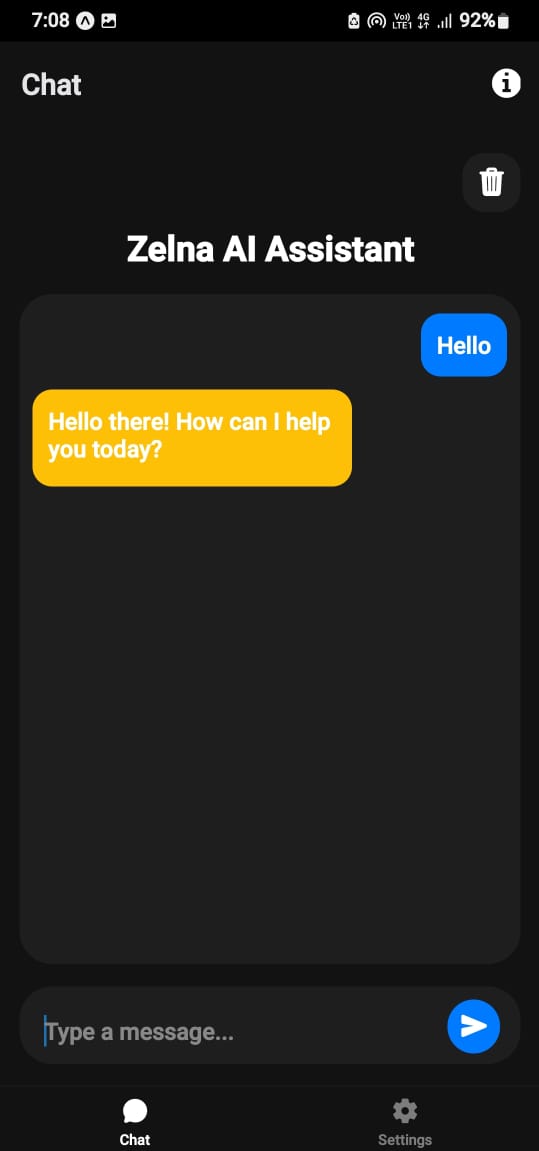 7:08
Vo))
LTE1
4G
92%
Chat
Zelna AI Assistant
Hello
Hello there! How can I help
you today?
Type a message...
Chat
Settings